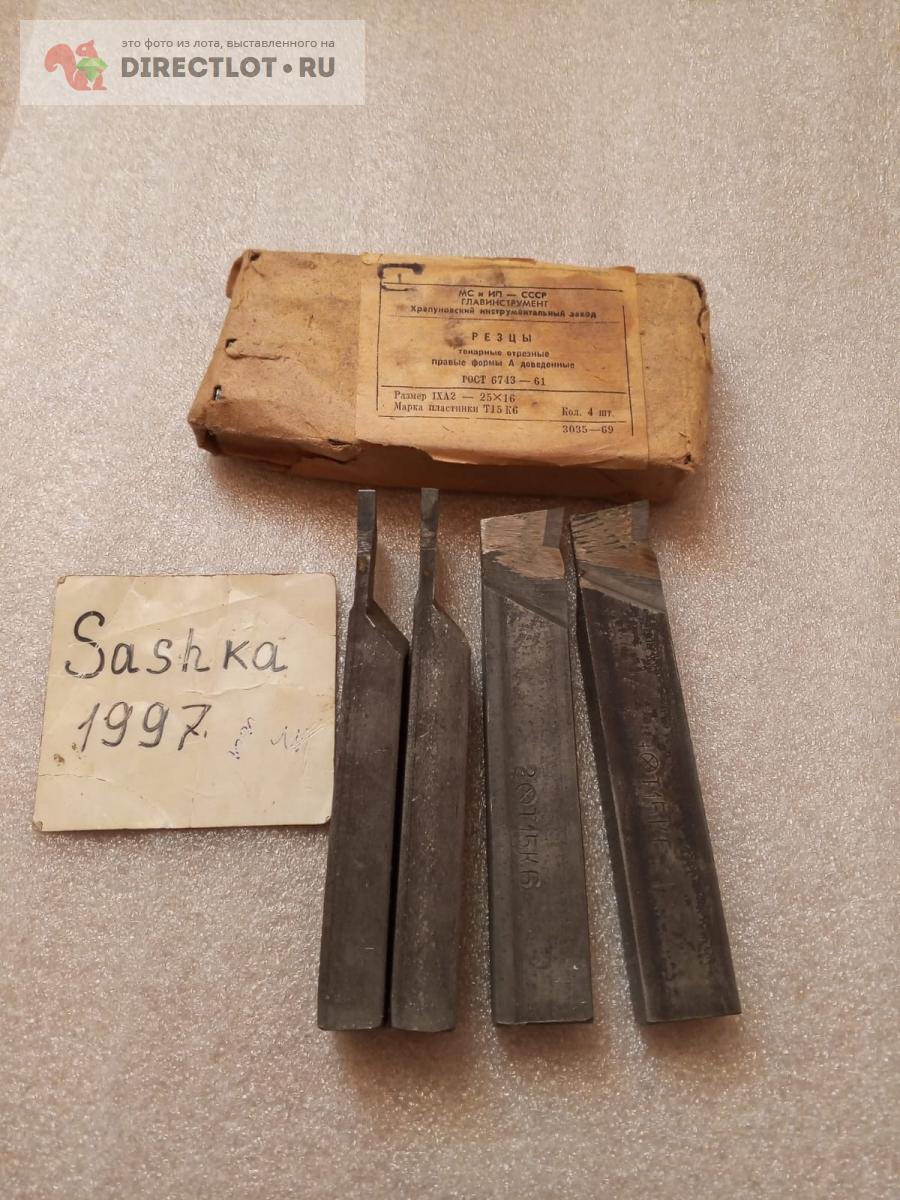 это фото из лота, выставленного на
DIRECTLOT•RU
МС и ИП — СССР
ГЛАВИНСТРУМЕНТ
Храпуновский инструментальный завод
РЕЗЦЫ
токарные отрезные
правые формы А доведенные
ГОСТ 6743 — 61
Размер IХА2 — 25×16
Марка пластинки Т15К6
Кол. 4 шт.
3035—69
Sashka
1997
Т15К6